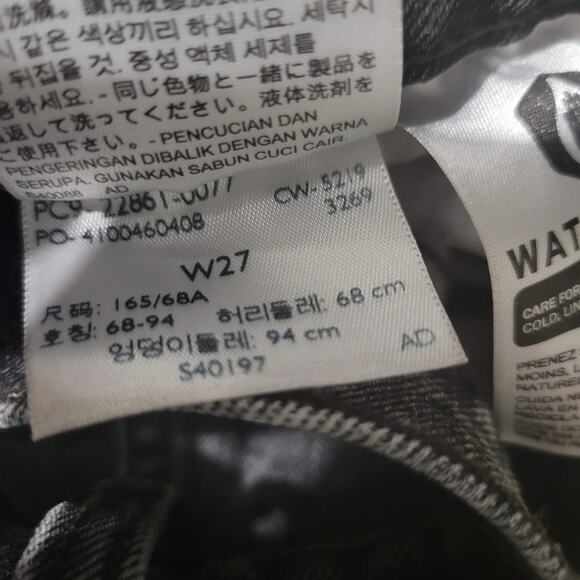 시 같은 색상끼리 하십시오. 세탁시
뒤집을 것. 중성 액체 세제를
용하세요. - 同じ色物と一緒に製品を
返して洗ってください。液体洗剤を
ご使用下さい。 - PENCUCIAN DAN
PENGERINGAN DIBALIK DENGAN WARNA
SERUPA. GUNAKAN SABUN CUCI CAIR.
S40088 AD
PC9 22861-0077
CW-5219
3269
PO- 4100460408
W27
尺码: 165/68A
호칭: 68-94 허리둘레: 68 cm
엉덩이둘레: 94 cm
S40197
AD
WAT
CARE FOR
COLD, LIN
PRENEZ
MOINS, L
NATURE
GUIDA NO
LAVA EN